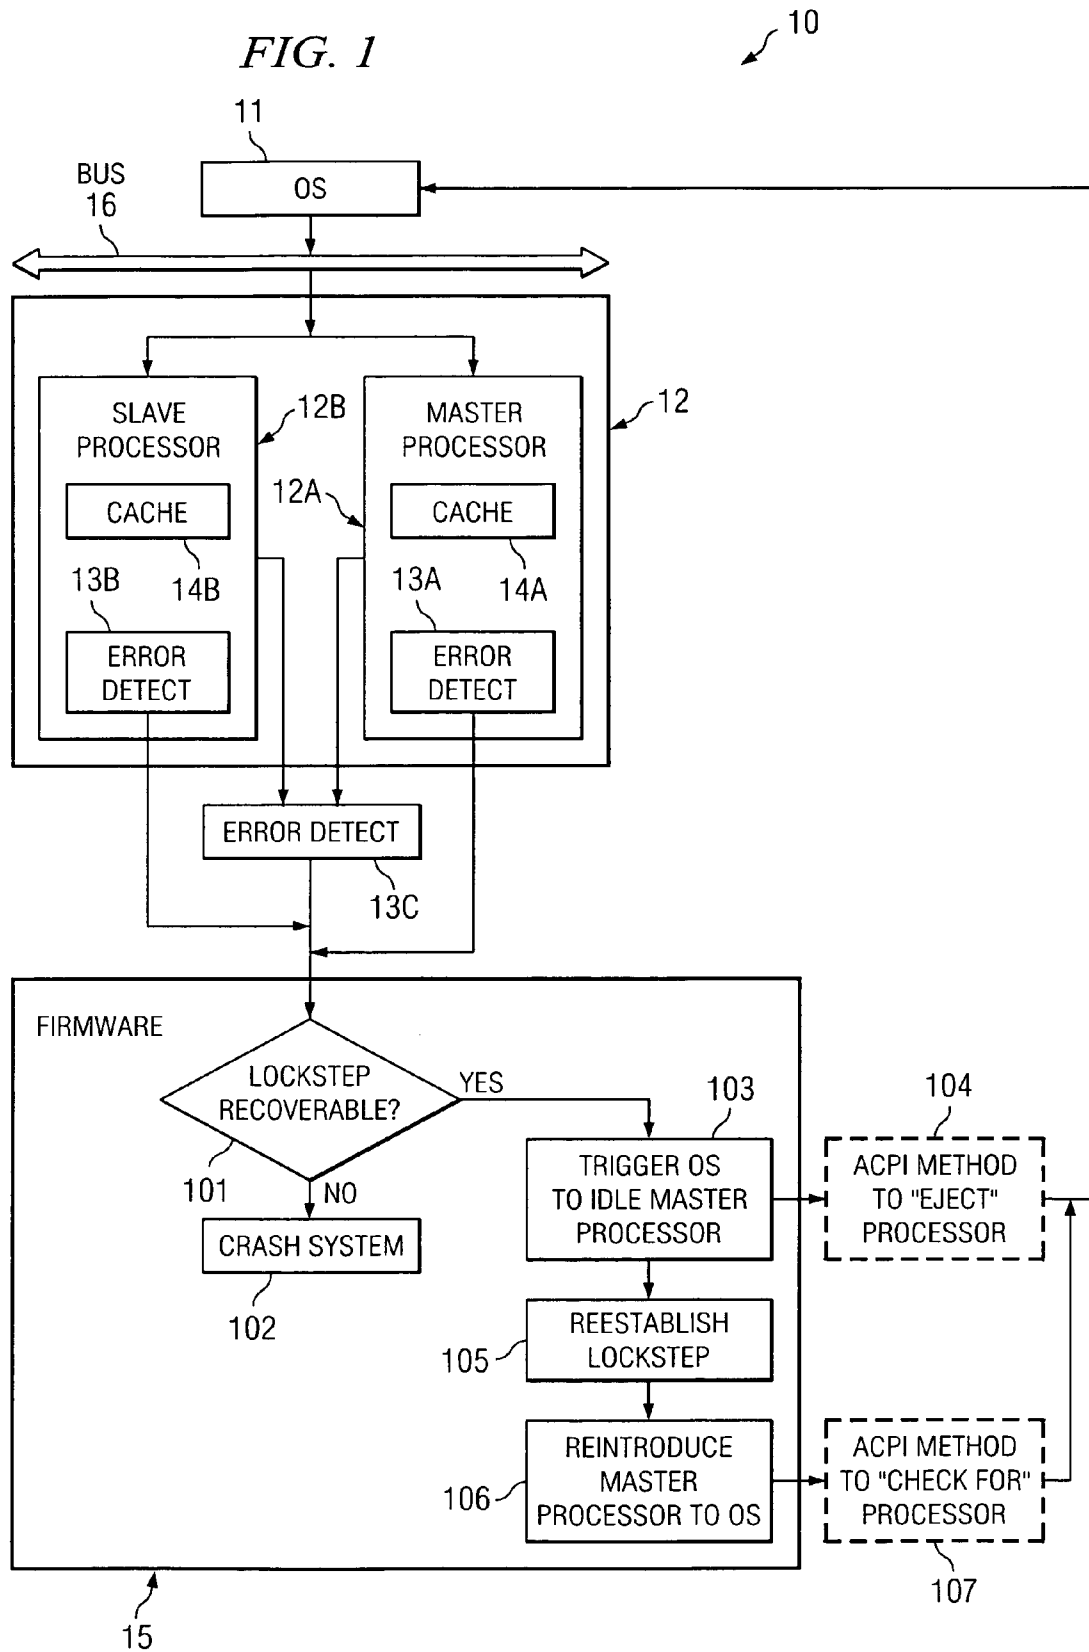 FIG. 1
10
11
OS
BUS
16
SLAVE
PROCESSOR
12B
MASTER
PROCESSOR
12
12A
CACHE
CACHE
13B
14B
13A
14A
ERROR
DETECT
ERROR
DETECT
ERROR DETECT
13C
FIRMWARE
LOCKSTEP
RECOVERABLE?
YES
101
NO
CRASH SYSTEM
102
103
TRIGGER OS
TO IDLE MASTER
PROCESSOR
104
ACPI METHOD
TO "EJECT"
PROCESSOR
REESTABLISH
LOCKSTEP
105
REINTRODUCE
MASTER
PROCESSOR TO OS
106
ACPI METHOD
TO "CHECK FOR"
PROCESSOR
107
15